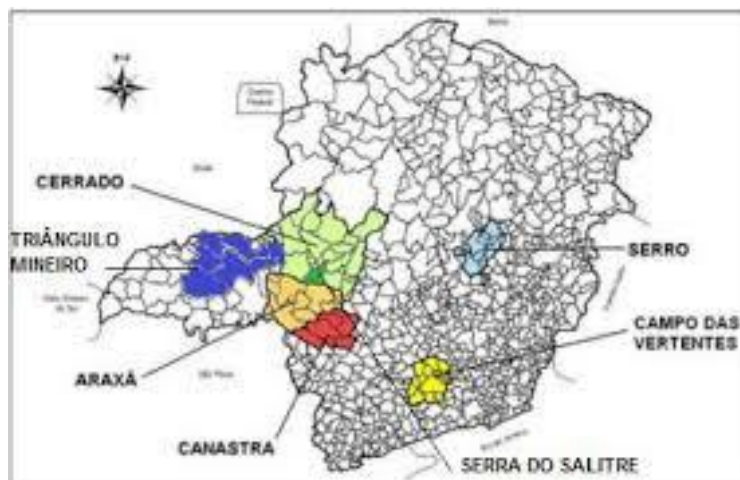 CERRADO
TRIÂNGULO
MINEIRO
SERRO
CAMPO DAS
VERTENTES
ARAXÁ
CANASTRA
SERRA DO SALITRE